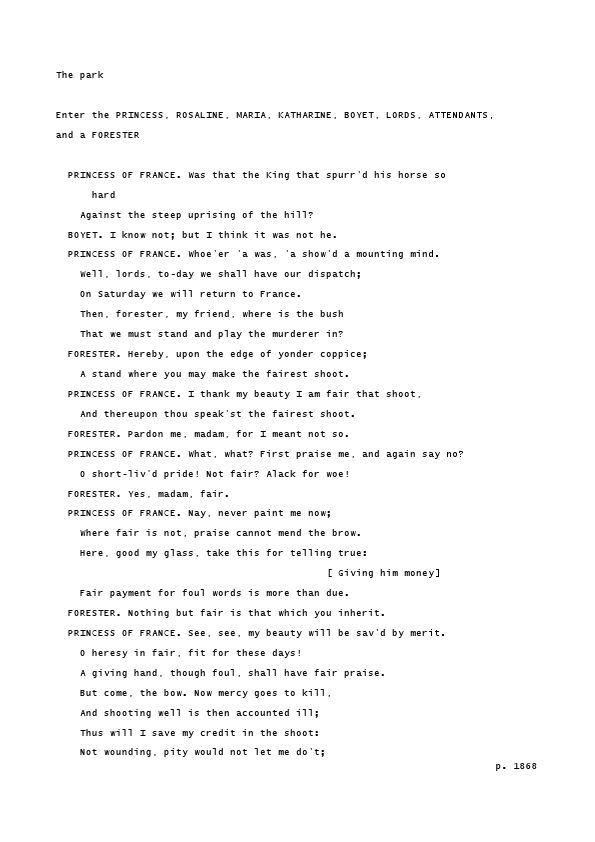 The park

Enter the PRINCESS, ROSALINE, MARIA, KATHARINE, BOYET, LORDS, ATTENDANTS,
and a FORESTER

PRINCESS OF FRANCE. Was that the King that spurr'd his horse so
hard
Against the steep uprising of the hill?
BOYET. I know not; but I think it was not he.
PRINCESS OF FRANCE. Whoe'er 'a was, 'a show'd a mounting mind.
Well, lords, to-day we shall have our dispatch;
On Saturday we will return to France.
Then, forester, my friend, where is the bush
That we must stand and play the murderer in?
FORESTER. Hereby, upon the edge of yonder coppice;
A stand where you may make the fairest shoot.
PRINCESS OF FRANCE. I thank my beauty I am fair that shoot,
And thereupon thou speak'st the fairest shoot.
FORESTER. Pardon me, madam, for I meant not so.
PRINCESS OF FRANCE. What, what? First praise me, and again say no?
O short-liv'd pride! Not fair? Alack for woe!
FORESTER. Yes, madam, fair.
PRINCESS OF FRANCE. Nay, never paint me now;
Where fair is not, praise cannot mend the brow.
Here, good my glass, take this for telling true:
[ Giving him money]
Fair payment for foul words is more than due.
FORESTER. Nothing but fair is that which you inherit.
PRINCESS OF FRANCE. See, see, my beauty will be sav'd by merit.
O heresy in fair, fit for these days!
A giving hand, though foul, shall have fair praise.
But come, the bow. Now mercy goes to kill,
And shooting well is then accounted ill;
Thus will I save my credit in the shoot:
Not wounding, pity would not let me do't;
p. 1868